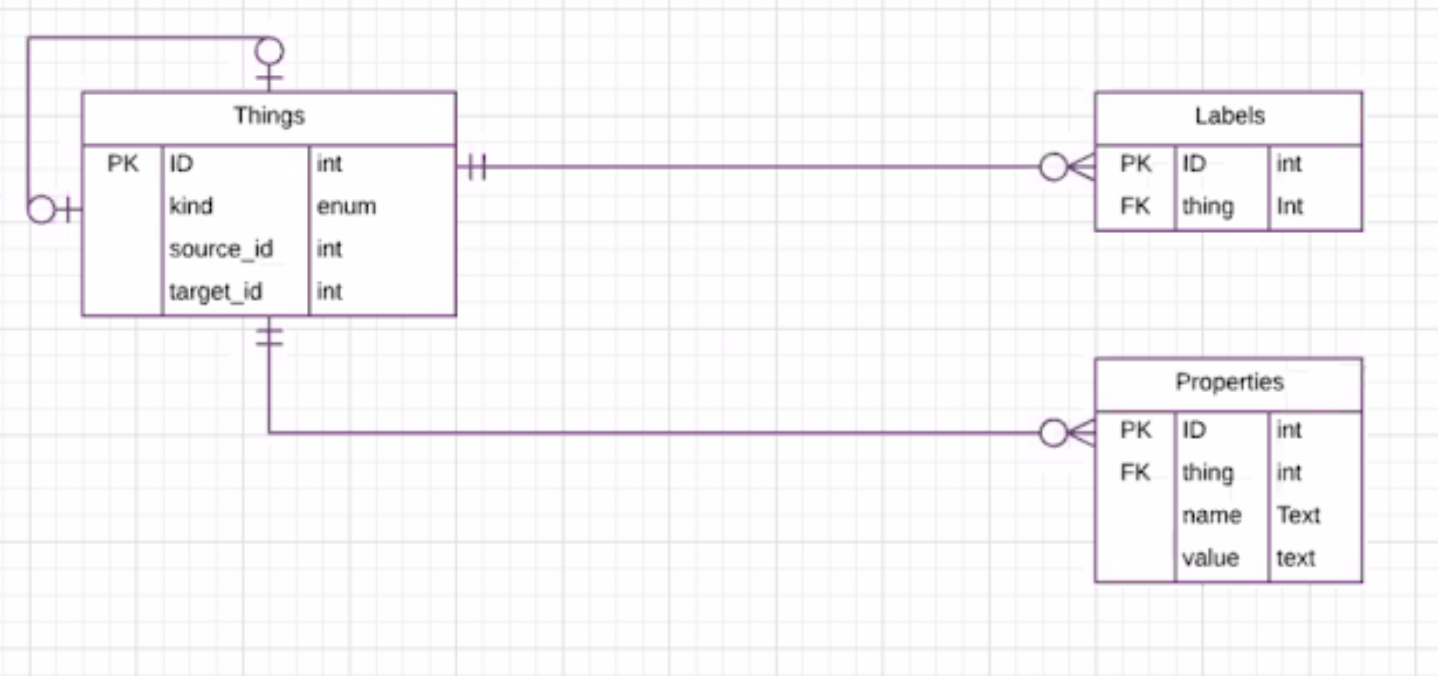 Things
PK ID int
kind enum
source_id int
target_id int
Labels
PK ID int
FK thing Int
Properties
PK ID int
FK thing int
name Text
value text